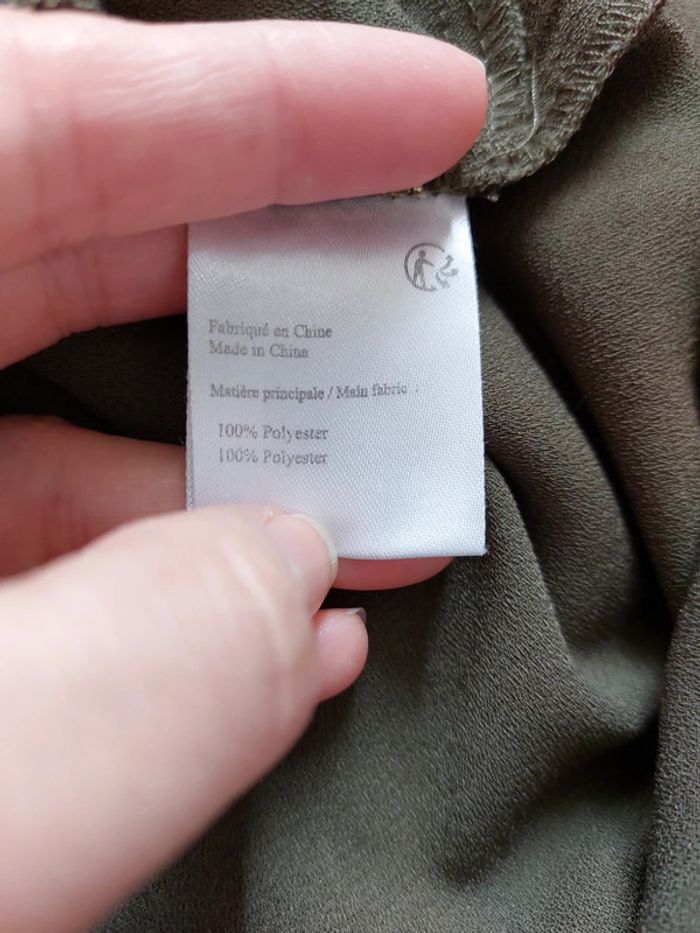 Fabriqué en Chine
Made in China
Matière principale / Main fabric :
100% Polyester
100% Polyester